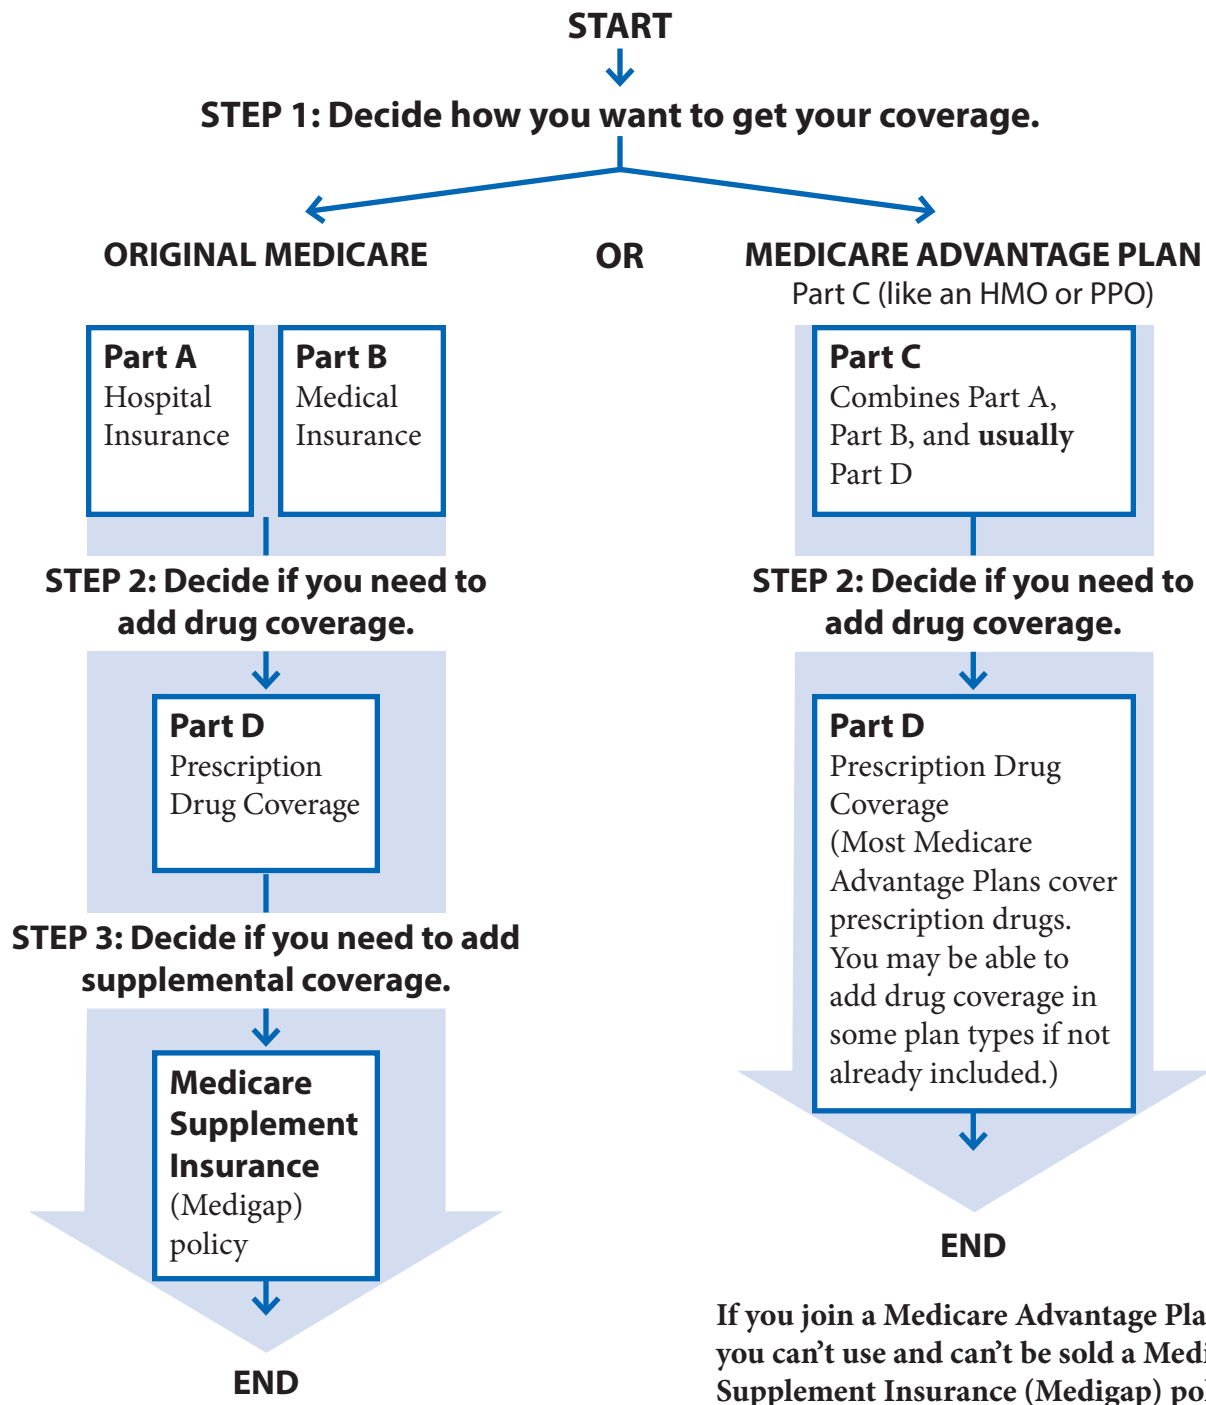 START
STEP 1: Decide how you want to get your coverage.
ORIGINAL MEDICARE
OR
MEDICARE ADVANTAGE PLAN
Part C (like an HMO or PPO)
Part A
Hospital
Insurance
Part B
Medical
Insurance
STEP 2: Decide if you need to
add drug coverage.
Part D
Prescription
Drug Coverage
STEP 3: Decide if you need to add
supplemental coverage.
Medicare
Supplement
Insurance
(Medigap)
policy
END
Part C
Combines Part A,
Part B, and usually
Part D
STEP 2: Decide if you need to
add drug coverage.
Part D
Prescription Drug
Coverage
(Most Medicare
Advantage Plans cover
prescription drugs.
You may be able to
add drug coverage in
some plan types if not
already included.)
END
If you join a Medicare Advantage
you can’t use and can’t be sold a
Supplement Insurance (Medigap)